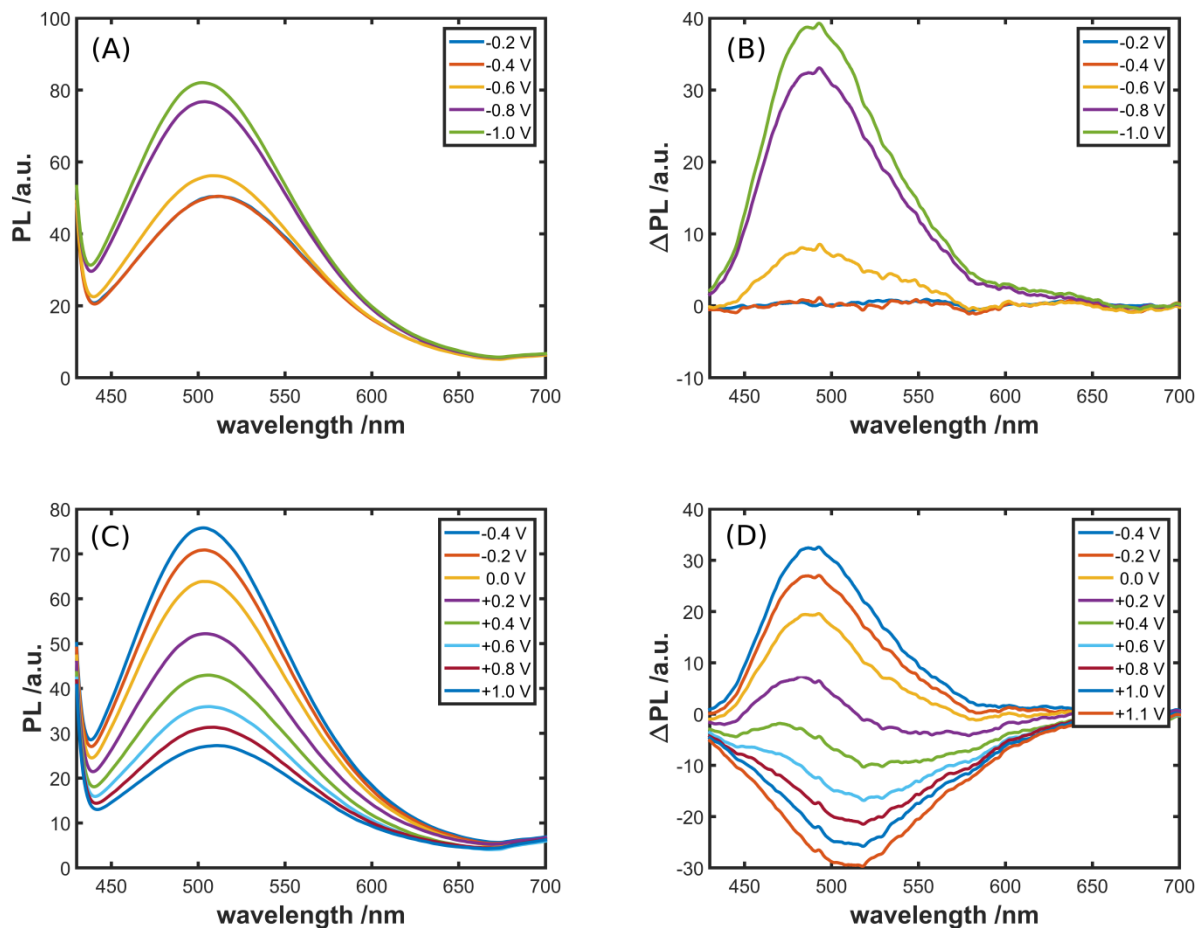 (A)
PL /a.u.
100
80
60
40
20
0
450
500
550
600
650
700
wavelength /nm
-0.2 V
-0.4 V
-0.6 V
-0.8 V
-1.0 V
(B)
ΔPL /a.u.
40
30
20
10
0
-10
450
500
550
600
650
700
wavelength /nm
-0.2 V
-0.4 V
-0.6 V
-0.8 V
-1.0 V
(C)
PL /a.u.
80
70
60
50
40
30
20
10
0
450
500
550
600
650
700
wavelength /nm
-0.4 V
-0.2 V
0.0 V
+0.2 V
+0.4 V
+0.6 V
+0.8 V
+1.0 V
(D)
ΔPL /a.u.
40
30
20
10
0
-10
-20
-30
450
500
550
600
650
700
wavelength /nm
-0.4 V
-0.2 V
0.0 V
+0.2 V
+0.4 V
+0.6 V
+0.8 V
+1.0 V
+1.1 V